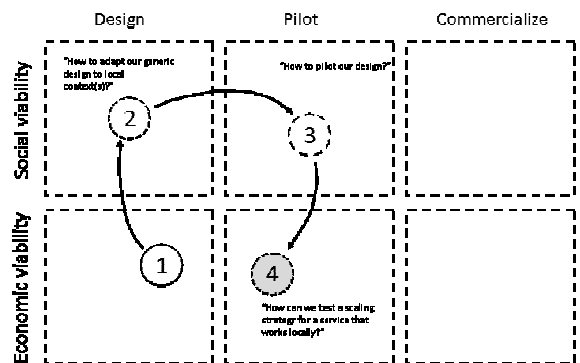 Design
Pilot
Commercialize
Social viability
"How to adapt our generic
design to local
context(s)?"
"How to pilot our design?"
2
3
Economic viability
1
4
"How can we test a scaling
strategy for a service that
works locally?"